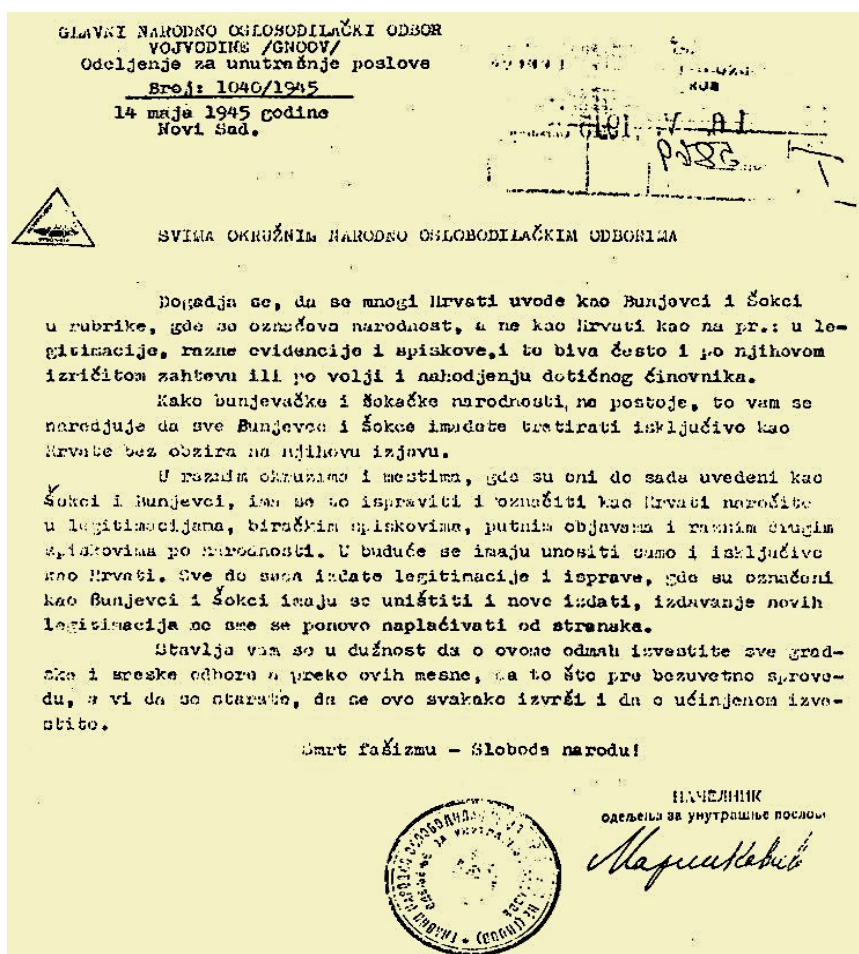 GLAVNI NARODNO OSLOBODILAČKI ODBOR
VOJVODINE /GNOOV/
Odeljenje za unutrašnje poslove
Broj: 1040/1945
14 maja 1945 godine
Novi Sad.
SVIMA OKRUŽNIM NARODNO OSLOBODILAČKIM ODBORIMA
Dogadja se, da se mnogi Hrvati uvode kao Bunjevci i Šokci
u rubrike, gde se označava narodnost, a ne kao Hrvati kao na pr.: u le-
gitimacije, razne evidencije i spiskove,i to biva često i po njihovom
izričitom zahtevu ili po volji i nahodjenju dotičnog činovnika.
Kako bunjevačke i šokačke narodnosti, ne postoje, to vam se
naredjuje da sve Bunjevce i Šokce imadete tretirati isključivo kao
Hrvate bez obzira na njihovu izjavu.
U raznim okruzima i mestima, gde su oni do sada uvedeni kao
Šokci i Bunjevci, ima se to ispraviti i označiti kao Hrvati naročito
u legitimacijama, biračkim spiskovima, putnim objavama i raznim drugim
spiskovima po narodnosti. U buduće se imaju unositi samo i isključivo
kao Hrvati. Sve do sada izdate legitimacije i isprave, gde su označeni
kao Bunjevci i Šokci imaju se uništiti i nove izdati, izdavanje novih
legitimacija ne sme se ponovo naplaćivati od stranaka.
Stavlja vam se u dužnost da o ovome odmah izvestite sve grad-
ske i sreske odbore a preko ovih mesne, da to što pre bezuvetno sprove-
du, a vi da se starate, da se ovo svakako izvrši i da o učinjenom izve-
stite.
Smrt fašizmu - Sloboda narodu!
НАЧЕЛНИК
одељења за унутрашње послове
Маринковић